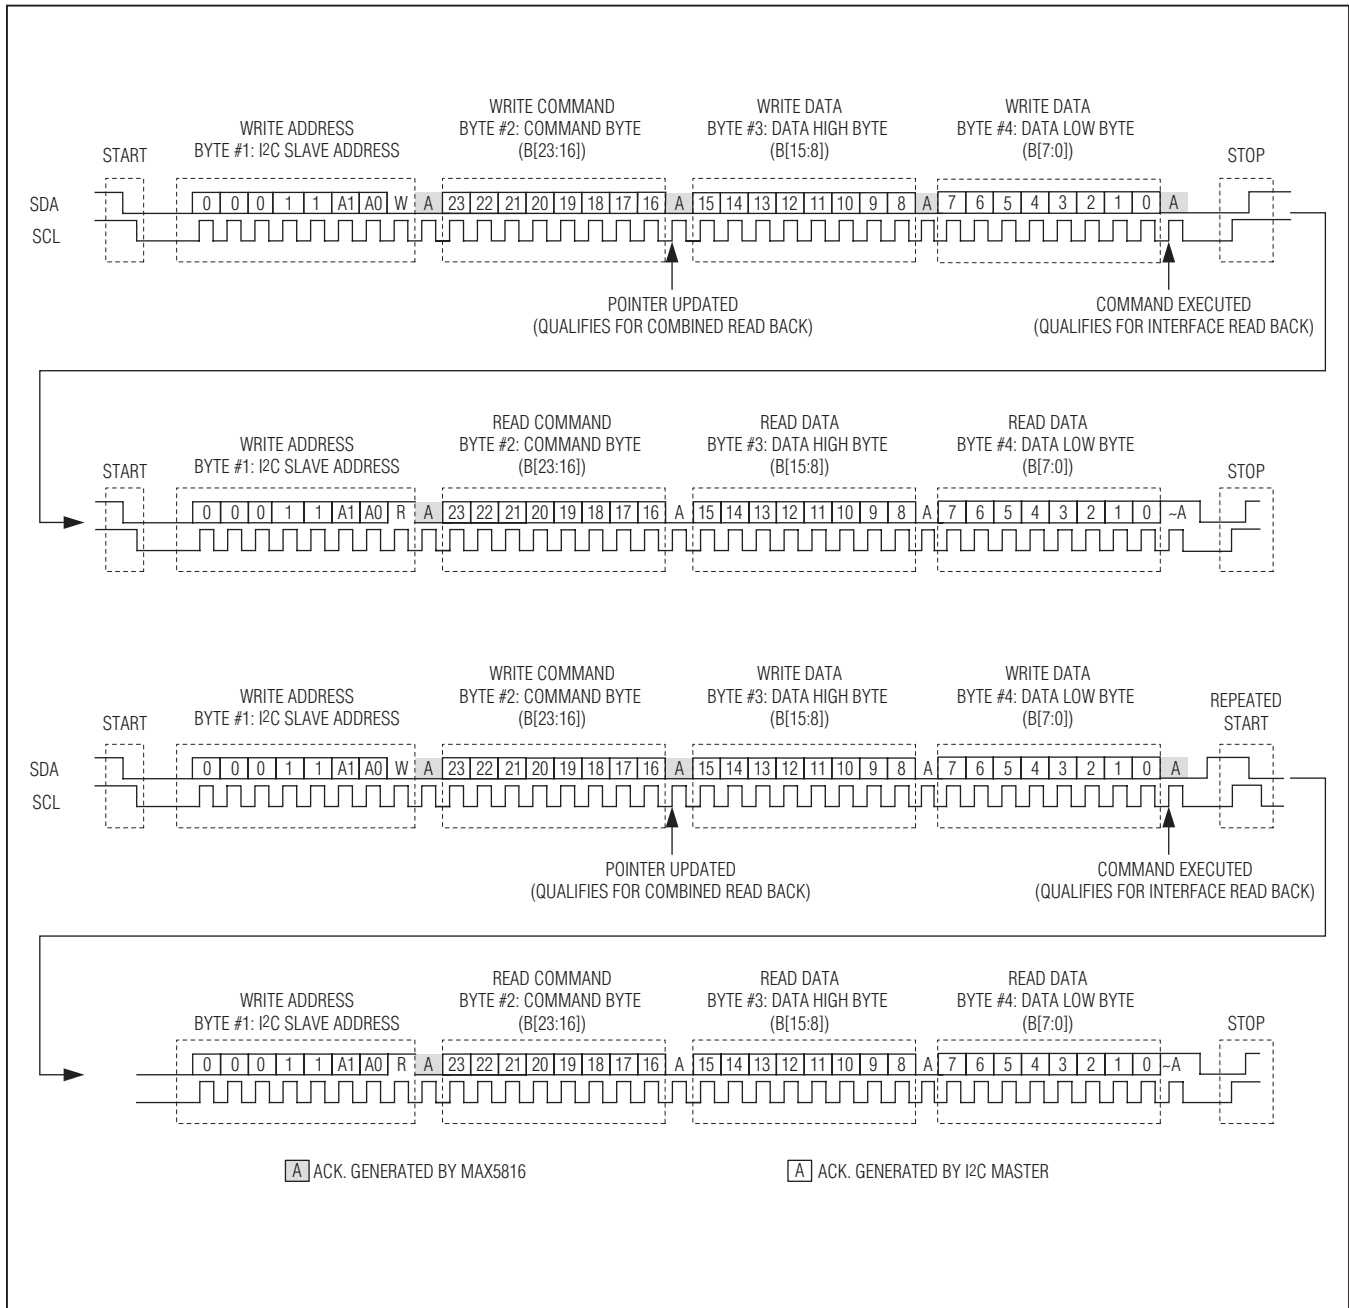 WRITE COMMAND WRITE DATA WRITE DATA
WRITE ADDRESS BYTE #2: COMMAND BYTE BYTE #3: DATA HIGH BYTE BYTE #4: DATA LOW BYTE
START BYTE #1: I2C SLAVE ADDRESS (B[23:16]) (B[15:8]) (B[7:0]) STOP
SDA 0 0 0 1 1 A1 A0 W A 23 22 21 20 19 18 17 16 A 15 14 13 12 11 10 9 8 A 7 6 5 4 3 2 1 0 A
SCL
POINTER UPDATED COMMAND EXECUTED
(QUALIFIES FOR COMBINED READ BACK) (QUALIFIES FOR INTERFACE READ BACK)
READ COMMAND READ DATA READ DATA
WRITE ADDRESS BYTE #2: COMMAND BYTE BYTE #3: DATA HIGH BYTE BYTE #4: DATA LOW BYTE
START BYTE #1: I2C SLAVE ADDRESS (B[23:16]) (B[15:8]) (B[7:0]) STOP
0 0 0 1 1 A1 A0 R A 23 22 21 20 19 18 17 16 A 15 14 13 12 11 10 9 8 A 7 6 5 4 3 2 1 0 ~A
WRITE COMMAND WRITE DATA WRITE DATA
WRITE ADDRESS BYTE #2: COMMAND BYTE BYTE #3: DATA HIGH BYTE BYTE #4: DATA LOW BYTE REPEATED
START BYTE #1: I2C SLAVE ADDRESS (B[23:16]) (B[15:8]) (B[7:0]) START
SDA 0 0 0 1 1 A1 A0 W A 23 22 21 20 19 18 17 16 A 15 14 13 12 11 10 9 8 A 7 6 5 4 3 2 1 0 A
SCL
POINTER UPDATED COMMAND EXECUTED
(QUALIFIES FOR COMBINED READ BACK) (QUALIFIES FOR INTERFACE READ BACK)
READ COMMAND READ DATA READ DATA
WRITE ADDRESS BYTE #2: COMMAND BYTE BYTE #3: DATA HIGH BYTE BYTE #4: DATA LOW BYTE
BYTE #1: I2C SLAVE ADDRESS (B[23:16]) (B[15:8]) (B[7:0]) STOP
0 0 0 1 1 A1 A0 R A 23 22 21 20 19 18 17 16 A 15 14 13 12 11 10 9 8 A 7 6 5 4 3 2 1 0 ~A
A ACK. GENERATED BY MAX5816 A ACK. GENERATED BY I2C MASTER